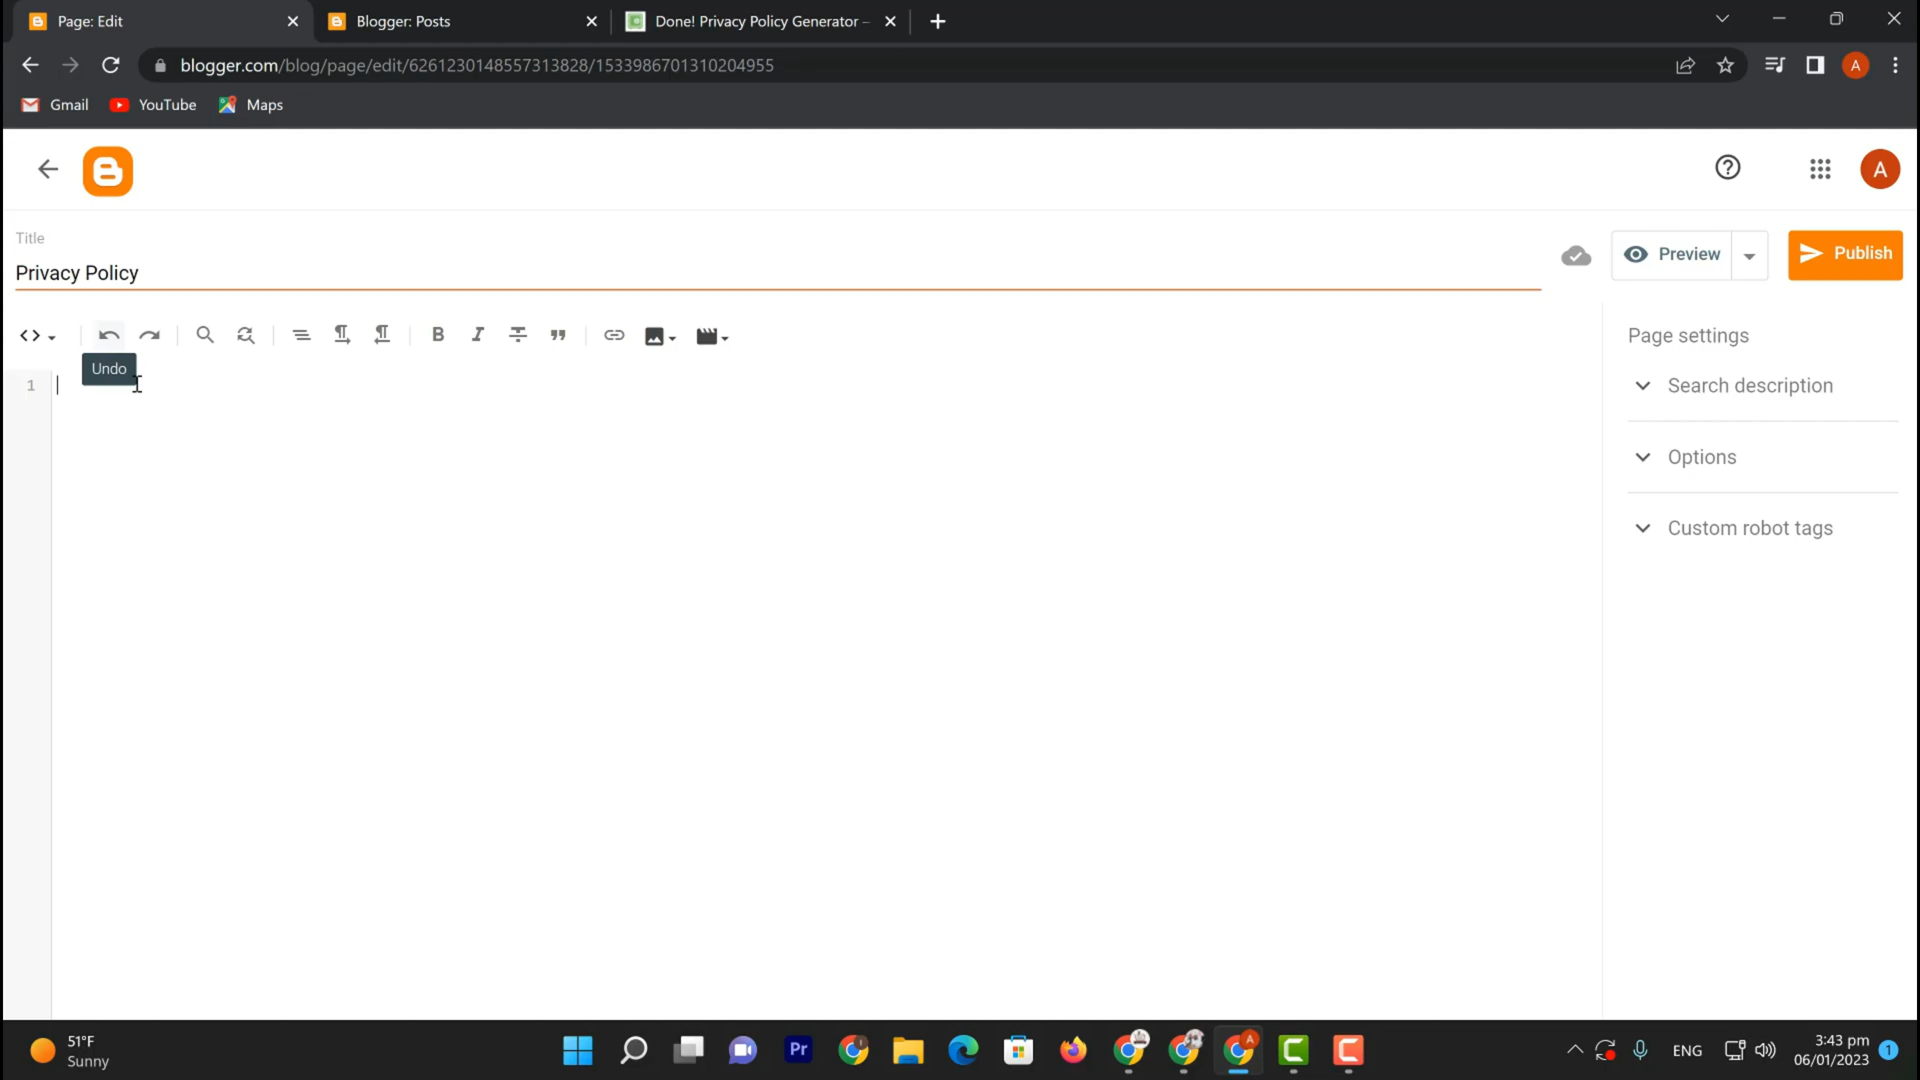 Page: Edit
Blogger: Posts
Done! Privacy Policy Generator -
blogger.com/blog/page/edit/6261230148557313828/1533986701310204955
A
Gmail
YouTube
Maps
A
Title
Privacy Policy
Preview
Publish
B
Undo
1
Page settings
Search description
Options
Custom robot tags
51°F
Sunny
Pr
A
ENG
3:43 pm
06/01/2023
1